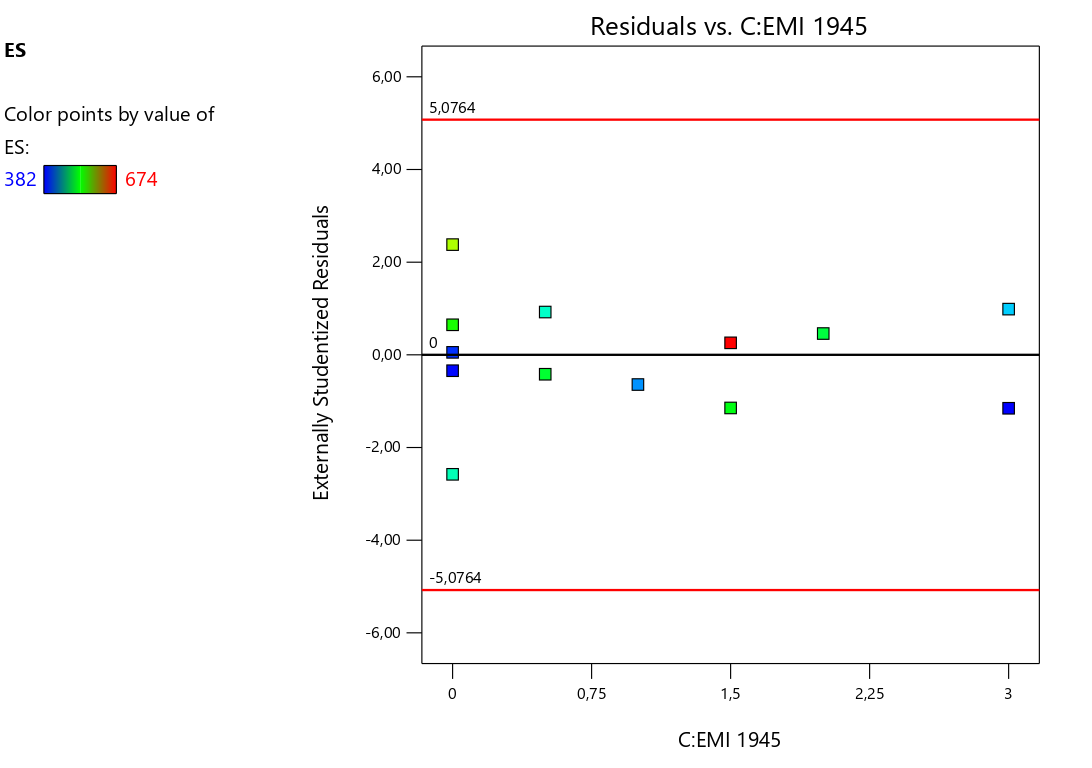 ES
Color points by value of
ES:
382 674
Residuals vs. C:EMI 1945
Externally Studentized Residuals
6,00
5,0764
4,00
2,00
0
0,00
-2,00
-4,00
-5,0764
-6,00
0 0,75 1,5 2,25 3
C:EMI 1945